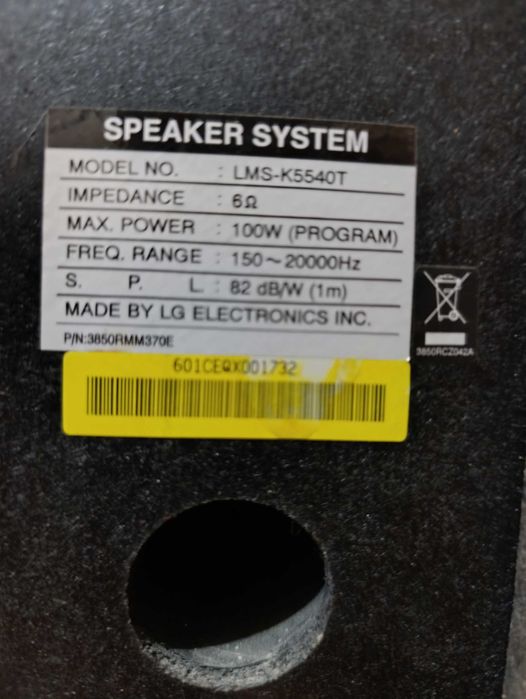 SPEAKER SYSTEM
MODEL NO. : LMS-K5540T
IMPEDANCE : 6Ω
MAX. POWER : 100W (PROGRAM)
FREQ. RANGE : 150~20000Hz
S. P. L. : 82 dB/W (1m)
MADE BY LG ELECTRONICS INC.
P/N:3850RMM370E
3850RCZ042A
601CEQX001732